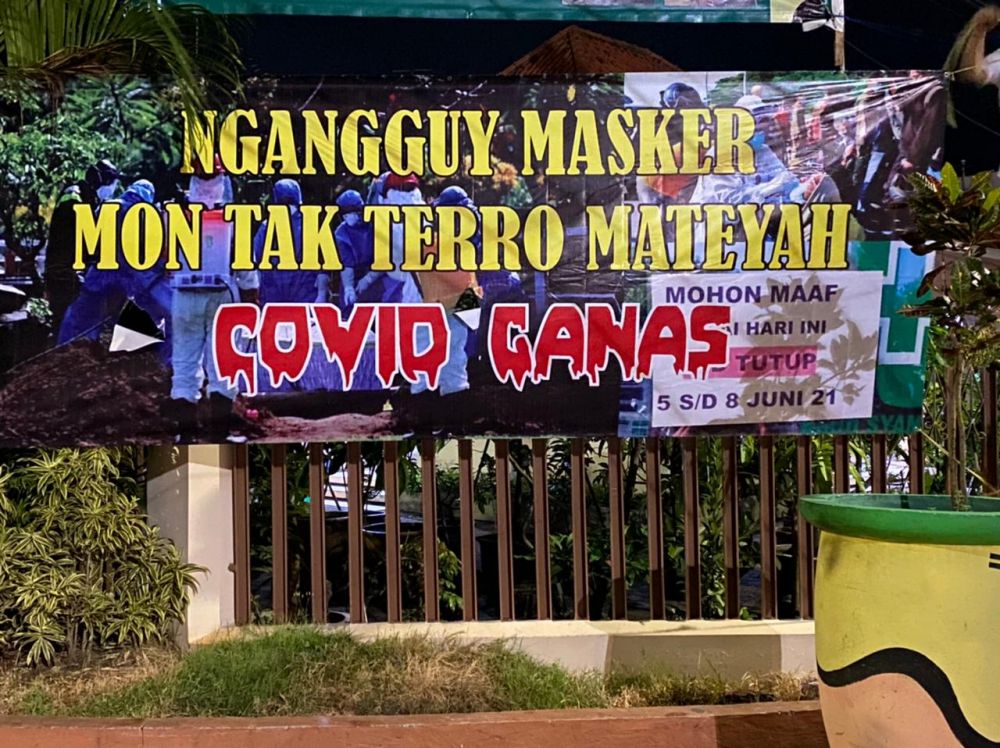 NGANGGUY MASKER
MON TAK TERRO MATEYAH
COVID GANAS
MOHON MAAF
HARI INI
TUTUP
5 S/D 8 JUNI 21